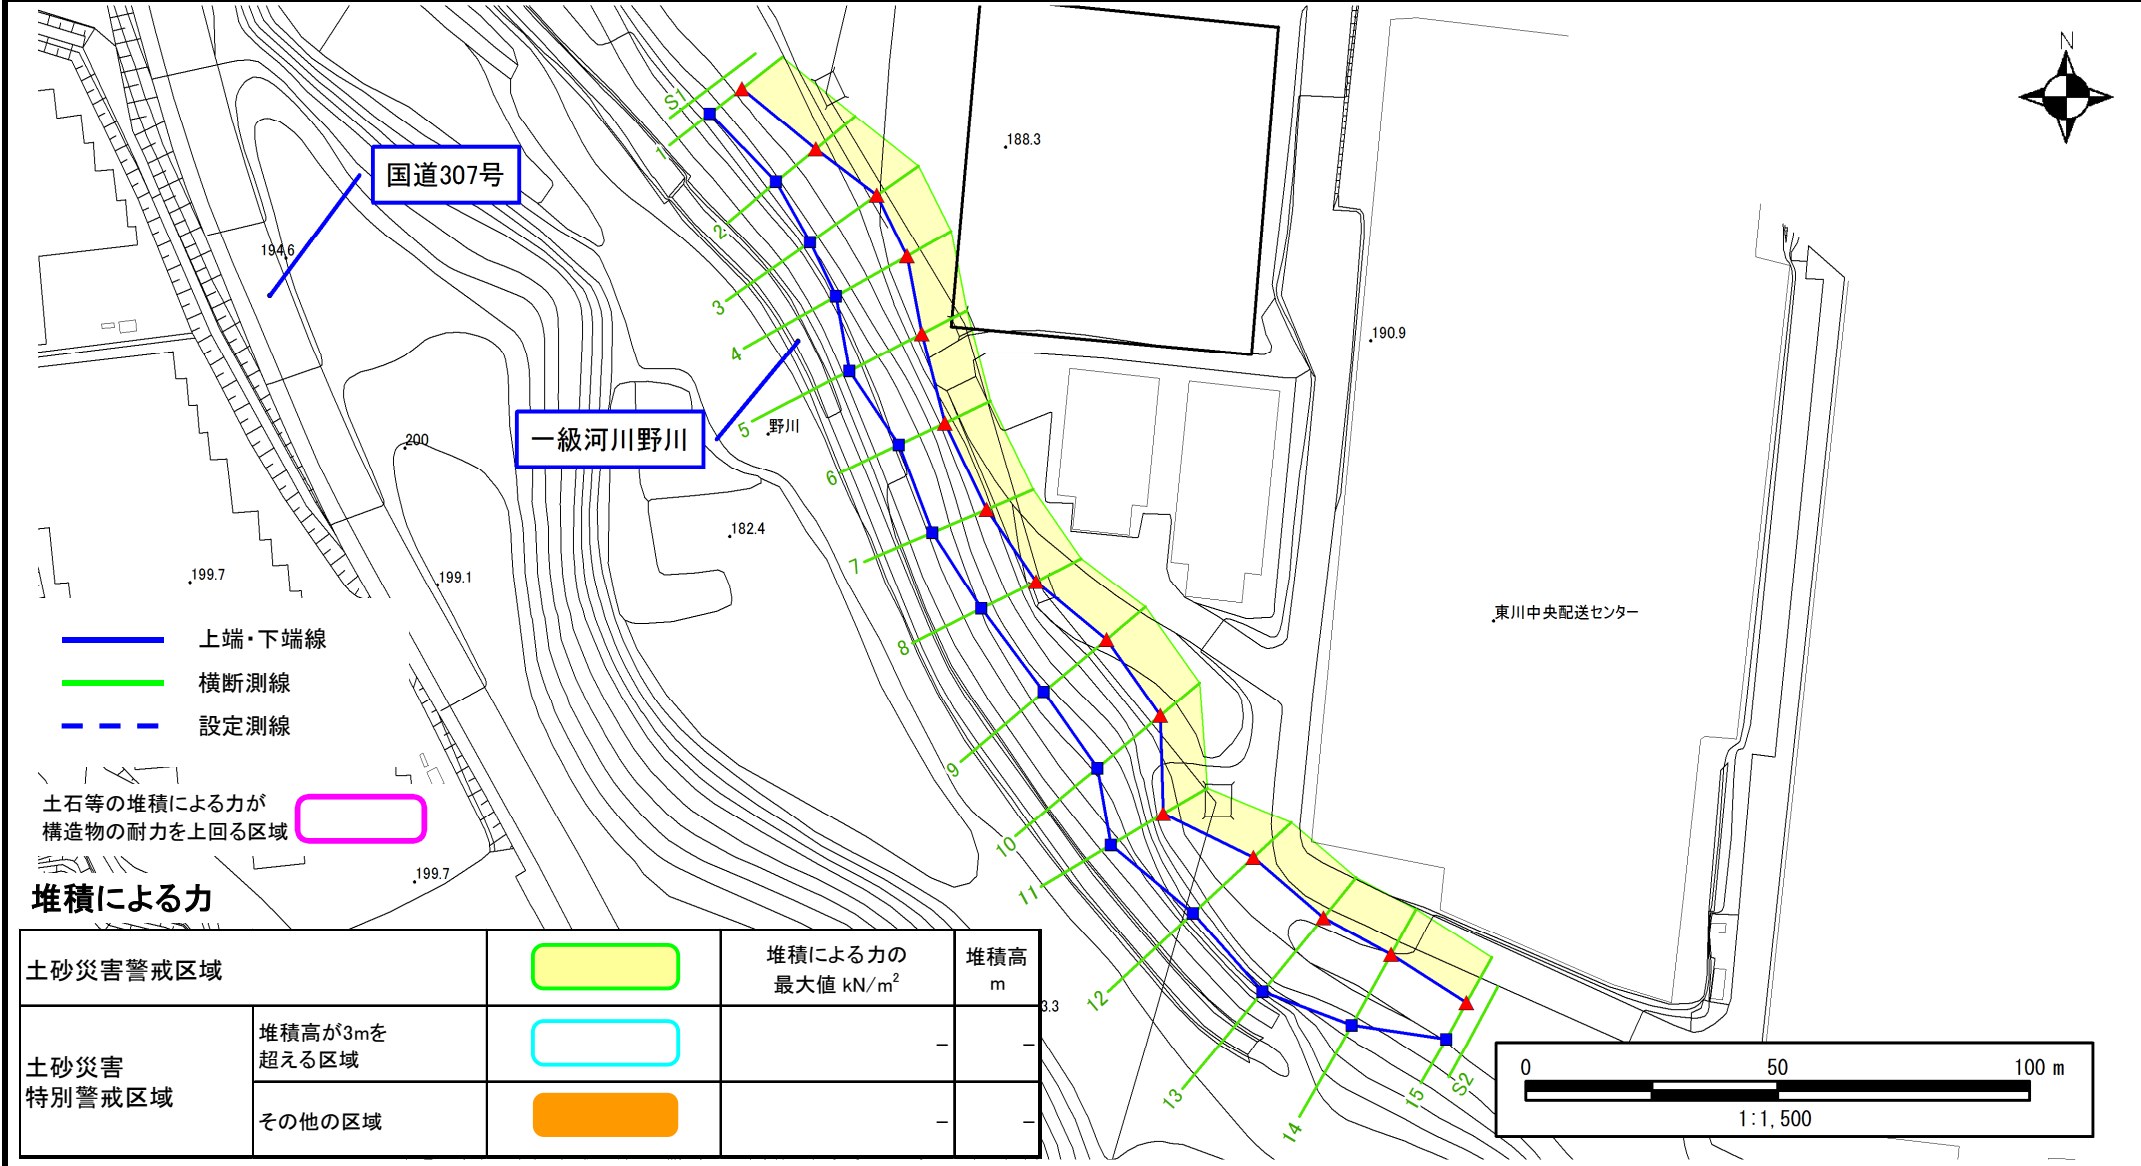 N
S1
1
188.3
国道307号
2
194.6
3
4
190.9
5
野川
一級河川野川
200
6
182.4
7
199.7
199.1
東川中央配送センター
上端・下端線
8
横断測線
設定測線
9
土石等の堆積による力が
構造物の耐力を上回る区域
10
199.7
11
堆積による力
土砂災害警戒区域
堆積による力の
最大値 kN/m²
堆積高
m
12
3.3
土砂災害
特別警戒区域
堆積高が3mを
超える区域
－
－
その他の区域
－
－
13
14
15
S2
0 50 100 m
1:1,500